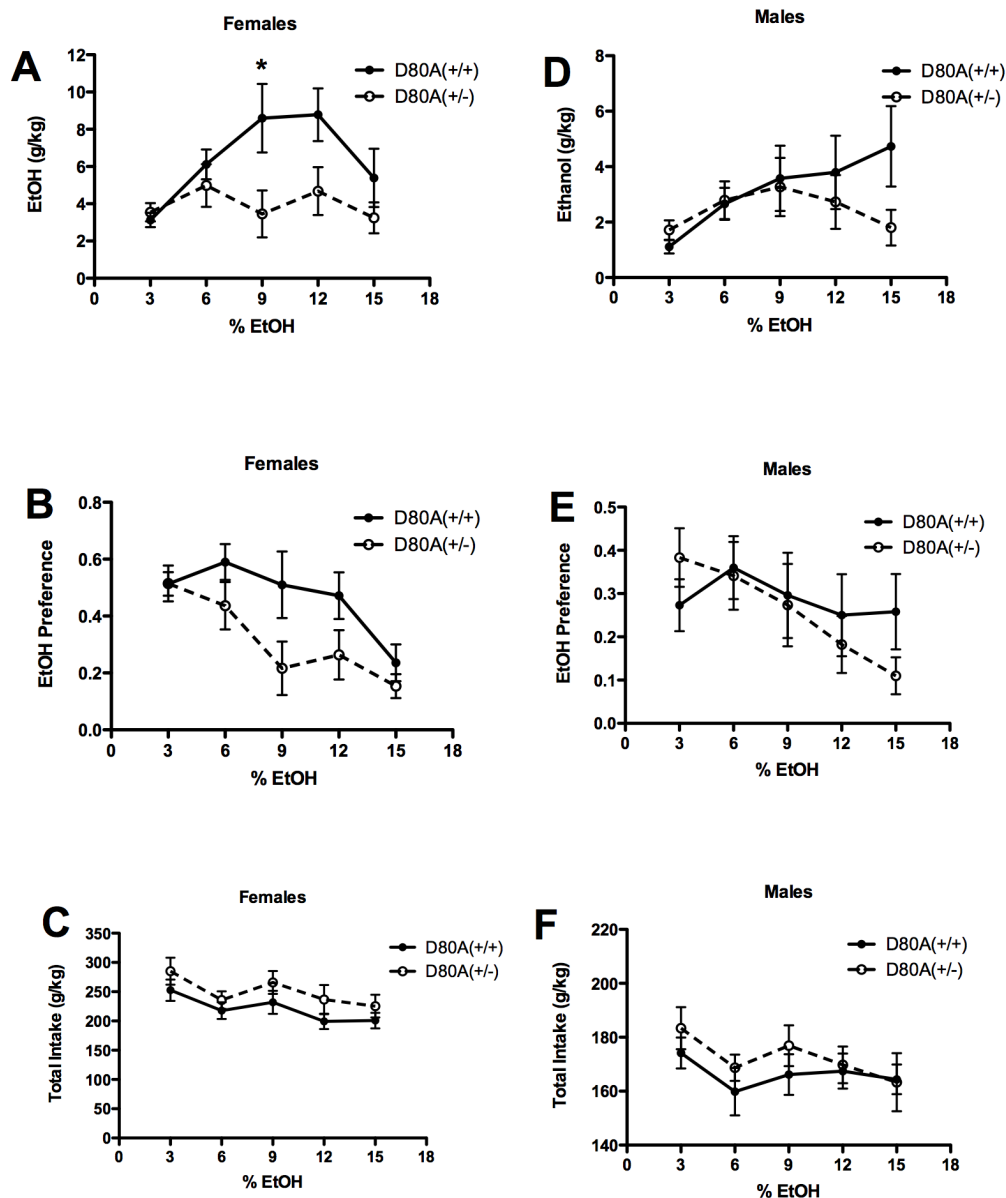 Females
A
12
10
8
6
4
2
0
EtOH (g/kg)
*
D80A(+/+)
D80A(+/-)
0 3 6 9 12 15 18
% EtOH
Males
D
8
6
4
2
0
Ethanol (g/kg)
D80A(+/+)
D80A(+/-)
0 3 6 9 12 15 18
% EtOH
Females
B
0.8
0.6
0.4
0.2
0.0
EtOH Preference
D80A(+/+)
D80A(+/-)
0 3 6 9 12 15 18
% EtOH
Males
E
0.5
0.4
0.3
0.2
0.1
0.0
EtOH Preference
D80A(+/+)
D80A(+/-)
0 3 6 9 12 15 18
% EtOH
Females
C
350
300
250
200
150
100
50
0
Total Intake (g/kg)
D80A(+/+)
D80A(+/-)
0 3 6 9 12 15 18
% EtOH
Males
F
220
200
180
160
140
Total Intake (g/kg)
D80A(+/+)
D80A(+/-)
0 3 6 9 12 15 18
% EtOH